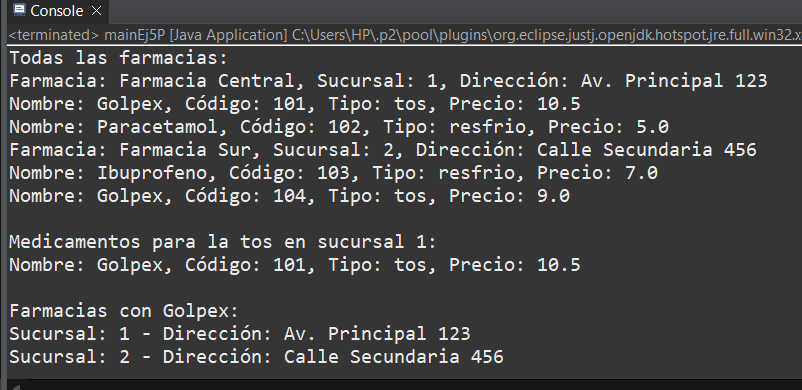 Console
<terminated> mainEj5P [Java Application] C:\Users\HP\.p2\pool\plugins\org.eclipse.justj.openjdk.hotspot.jre.full.win32.x
Todas las farmacias:
Farmacia: Farmacia Central, Sucursal: 1, Dirección: Av. Principal 123
Nombre: Golpex, Código: 101, Tipo: tos, Precio: 10.5
Nombre: Paracetamol, Código: 102, Tipo: resfrio, Precio: 5.0
Farmacia: Farmacia Sur, Sucursal: 2, Dirección: Calle Secundaria 456
Nombre: Ibuprofeno, Código: 103, Tipo: resfrio, Precio: 7.0
Nombre: Golpex, Código: 104, Tipo: tos, Precio: 9.0
Medicamentos para la tos en sucursal 1:
Nombre: Golpex, Código: 101, Tipo: tos, Precio: 10.5
Farmacias con Golpex:
Sucursal: 1 - Dirección: Av. Principal 123
Sucursal: 2 - Dirección: Calle Secundaria 456